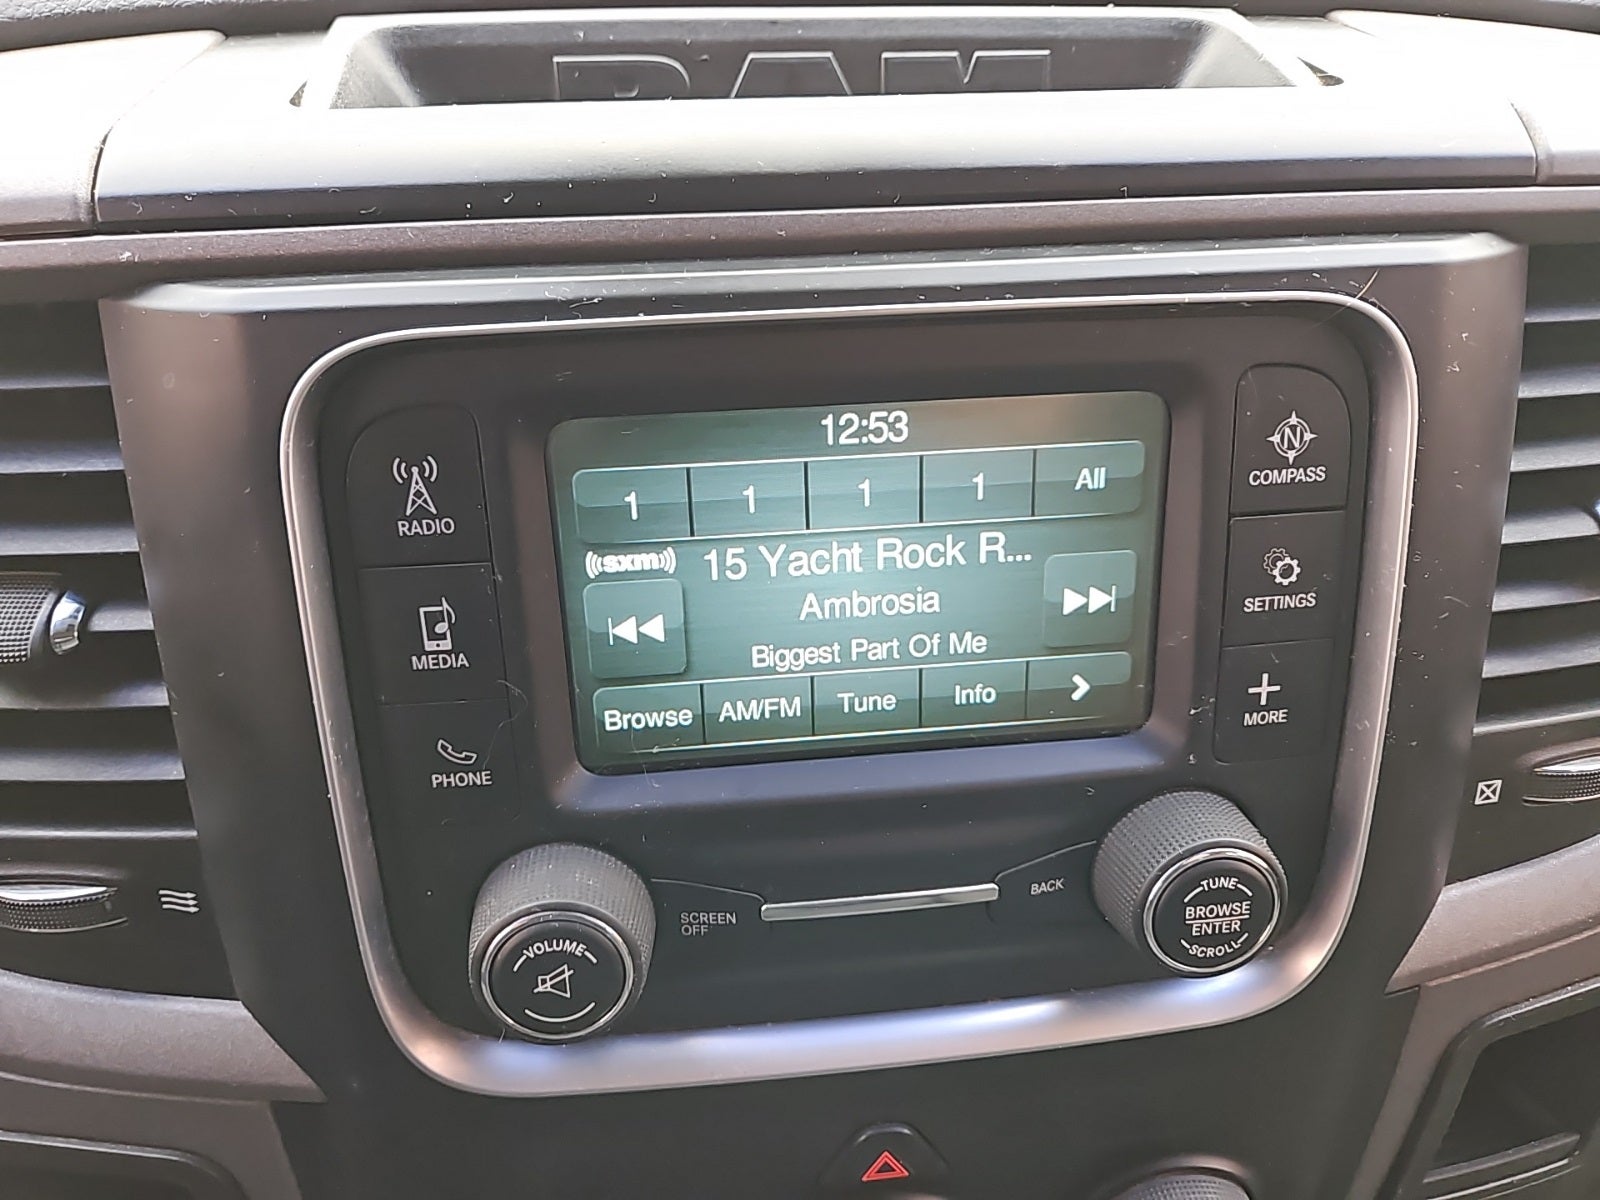 RAM
12:53
1 1 1 1 All
((sxm)) 15 Yacht Rock R...
Ambrosia
Biggest Part Of Me
Browse AM/FM Tune Info
RADIO
MEDIA
PHONE
N
COMPASS
SETTINGS
MORE
VOLUME
SCREEN
OFF
BACK
TUNE
BROWSE
ENTER
SCROLL